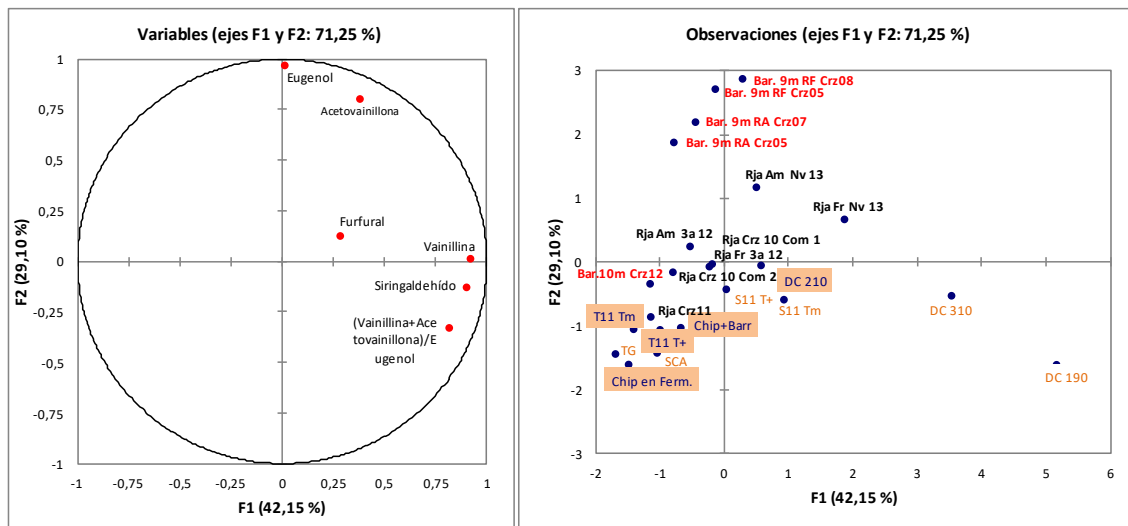 Variables (ejes F1 y F2: 71,25 %)
Eugenol
Acetovainillona
Furfural
Vainillina
Siringaldehído
(Vainillina+Ace
tovainillona)/E
ugenol
1
0,75
0,5
0,25
0
-0,25
-0,5
-0,75
-1
-1 -0,75 -0,5 -0,25 0 0,25 0,5 0,75 1
F2 (29,10 %)
F1 (42,15 %)
Observaciones (ejes F1 y F2: 71,25 %)
Bar. 9m RF Crz08
Bar. 9m RF Crz05
Bar. 9m RA Crz07
Bar. 9m RA Crz05
Rja Am Nv 13
Rja Fr Nv 13
Rja Am 3a 12
Rja Crz 10 Com 1
Rja Fr 3a 12
Bar.10m Crz12
Rja Crz 10 Com 2
DC 210
S11 T+
S11 Tm
DC 310
T11 Tm
Rja Crz11
Chip+Barr
T11 T+
TG
SCA
DC 190
Chip en Ferm.
3
2
1
0
-1
-2
-3
-2 -1 0 1 2 3 4 5 6
F2 (29,10 %)
F1 (42,15 %)